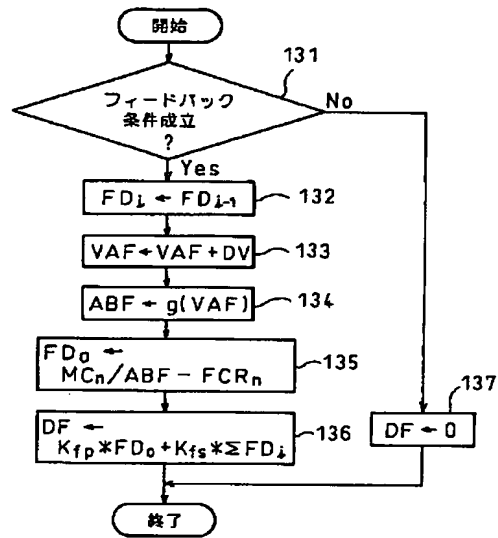 開始
131
フィードバック
条件成立
?
No
Yes
FDi ← FDi-1
132
VAF←VAF+DV
133
ABF ← g(VAF)
134
FD0 ←
MCn/ABF − FCRn
135
DF ←
Kfp*FD0+Kfs*ΣFDi
136
137
DF ← 0
終了